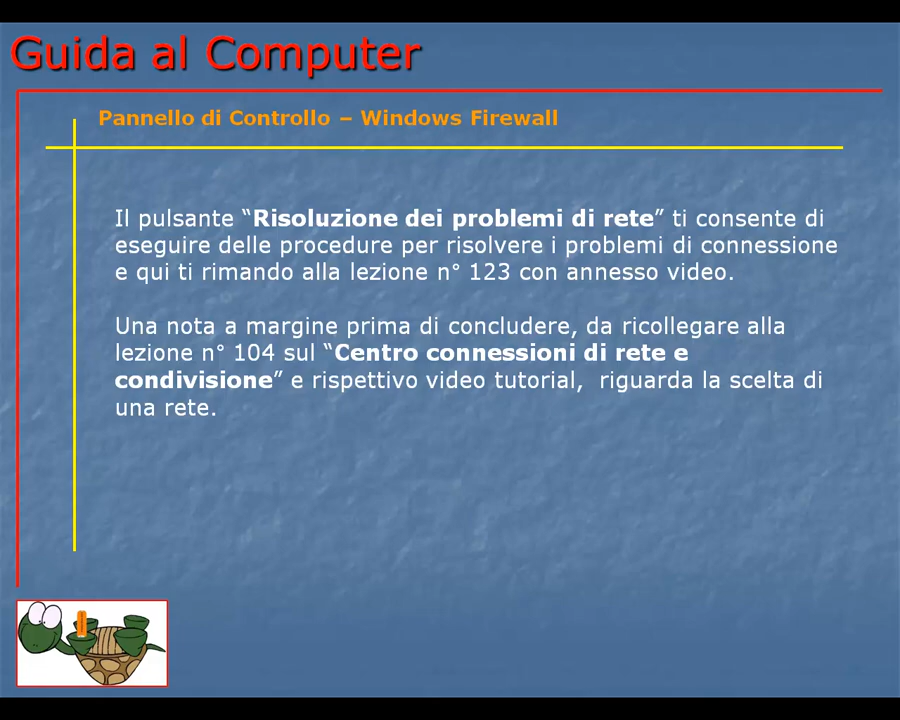 Guida al Computer
Pannello di Controllo – Windows Firewall
Il pulsante “Risoluzione dei problemi di rete” ti consente di
eseguire delle procedure per risolvere i problemi di connessione
e qui ti rimando alla lezione n° 123 con annesso video.
Una nota a margine prima di concludere, da ricollegare alla
lezione n° 104 sul “Centro connessioni di rete e
condivisione” e rispettivo video tutorial,  riguarda la scelta di
una rete.